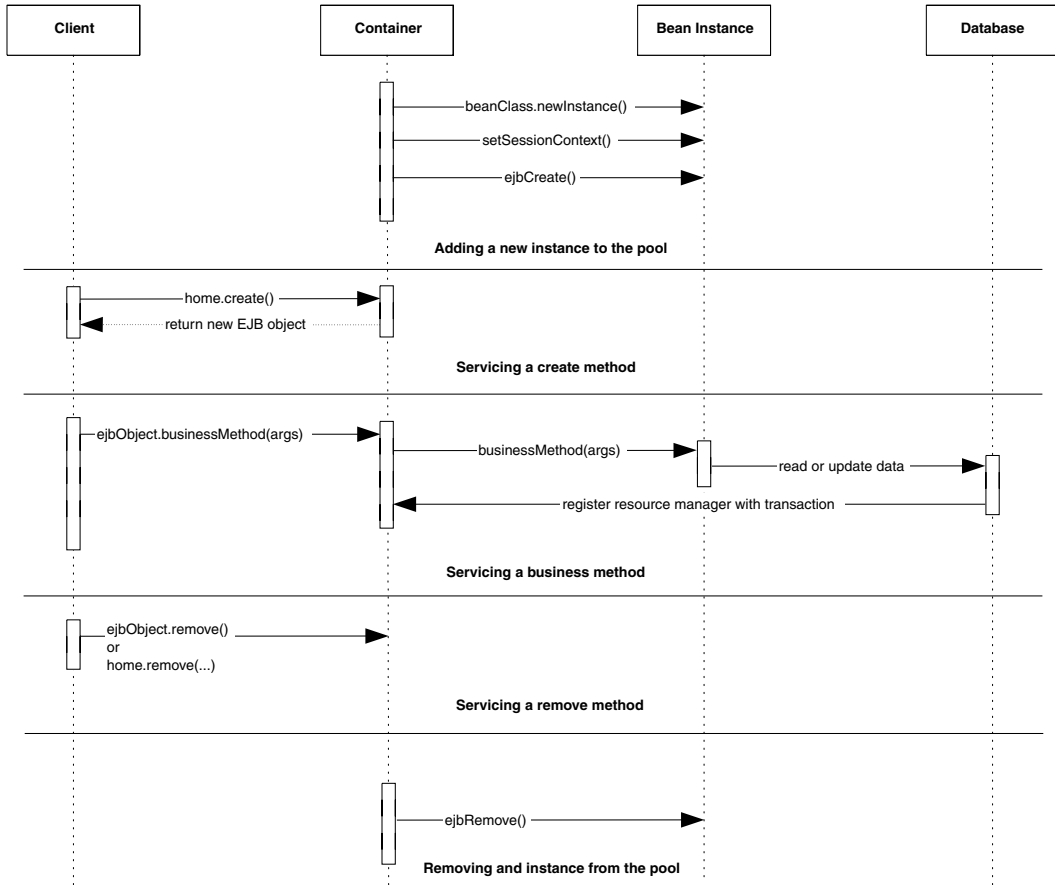 Client
Container
Bean Instance
Database
beanClass.newInstance()
setSessionContext()
ejbCreate()
Adding a new instance to the pool
home.create()
return new EJB object
Servicing a create method
ejbObject.businessMethod(args)
businessMethod(args)
read or update data
register resource manager with transaction
Servicing a business method
ejbObject.remove()
or
home.remove(...)
Servicing a remove method
ejbRemove()
Removing and instance from the pool